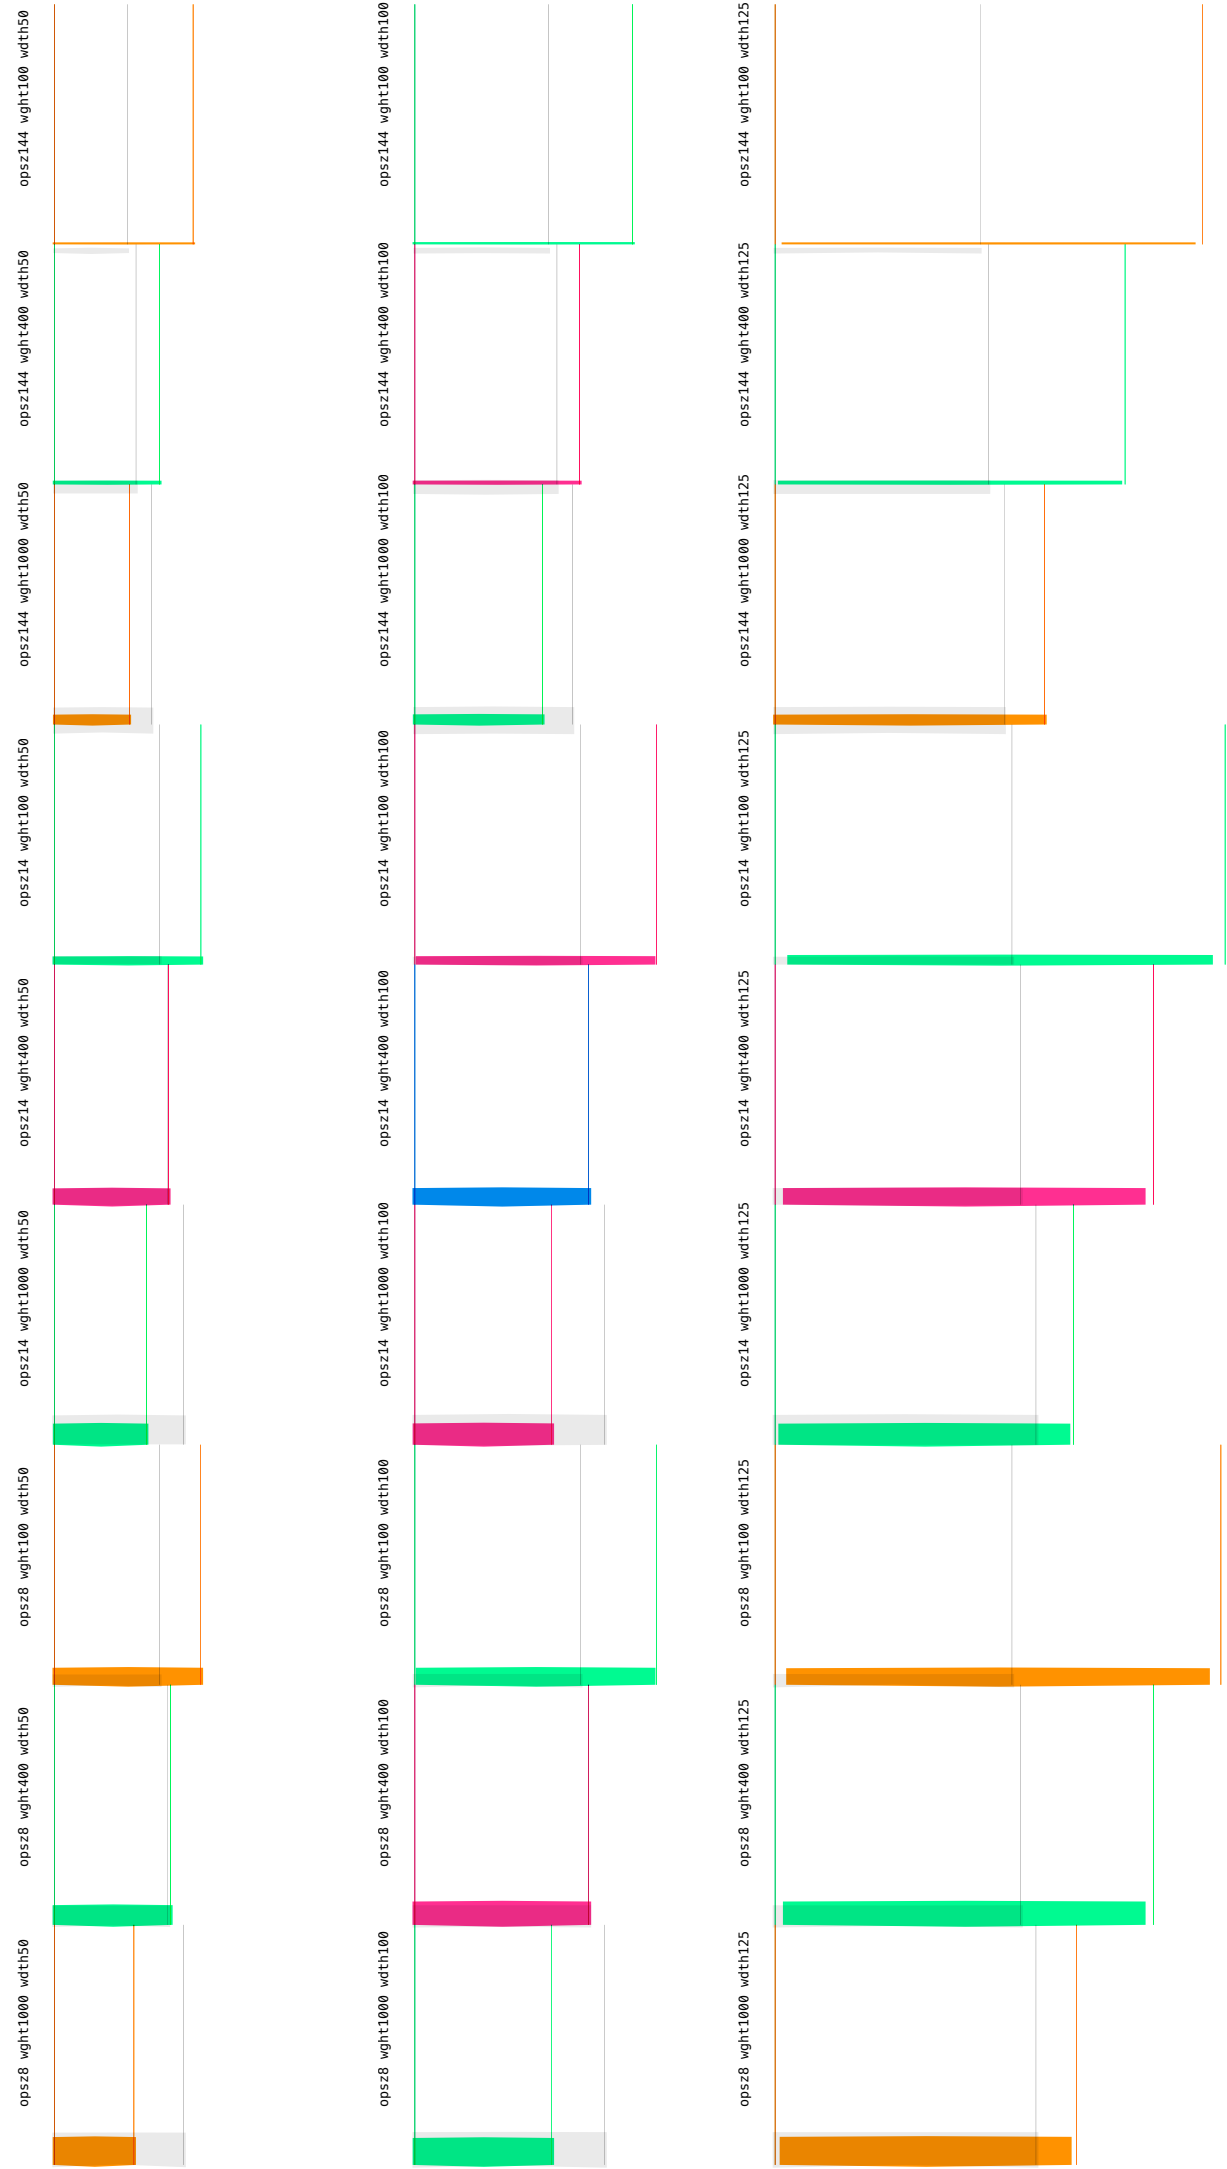 opsz144 wght100 wdth50
opsz144 wght100 wdth100
opsz144 wght100 wdth125
opsz144 wght400 wdth50
opsz144 wght400 wdth100
opsz144 wght400 wdth125
opsz144 wght1000 wdth50
opsz144 wght1000 wdth100
opsz144 wght1000 wdth125
opsz14 wght100 wdth50
opsz14 wght100 wdth100
opsz14 wght100 wdth125
opsz14 wght400 wdth50
opsz14 wght400 wdth100
opsz14 wght400 wdth125
opsz14 wght1000 wdth50
opsz14 wght1000 wdth100
opsz14 wght1000 wdth125
opsz8 wght100 wdth50
opsz8 wght100 wdth100
opsz8 wght100 wdth125
opsz8 wght400 wdth50
opsz8 wght400 wdth100
opsz8 wght400 wdth125
opsz8 wght1000 wdth50
opsz8 wght1000 wdth100
opsz8 wght1000 wdth125